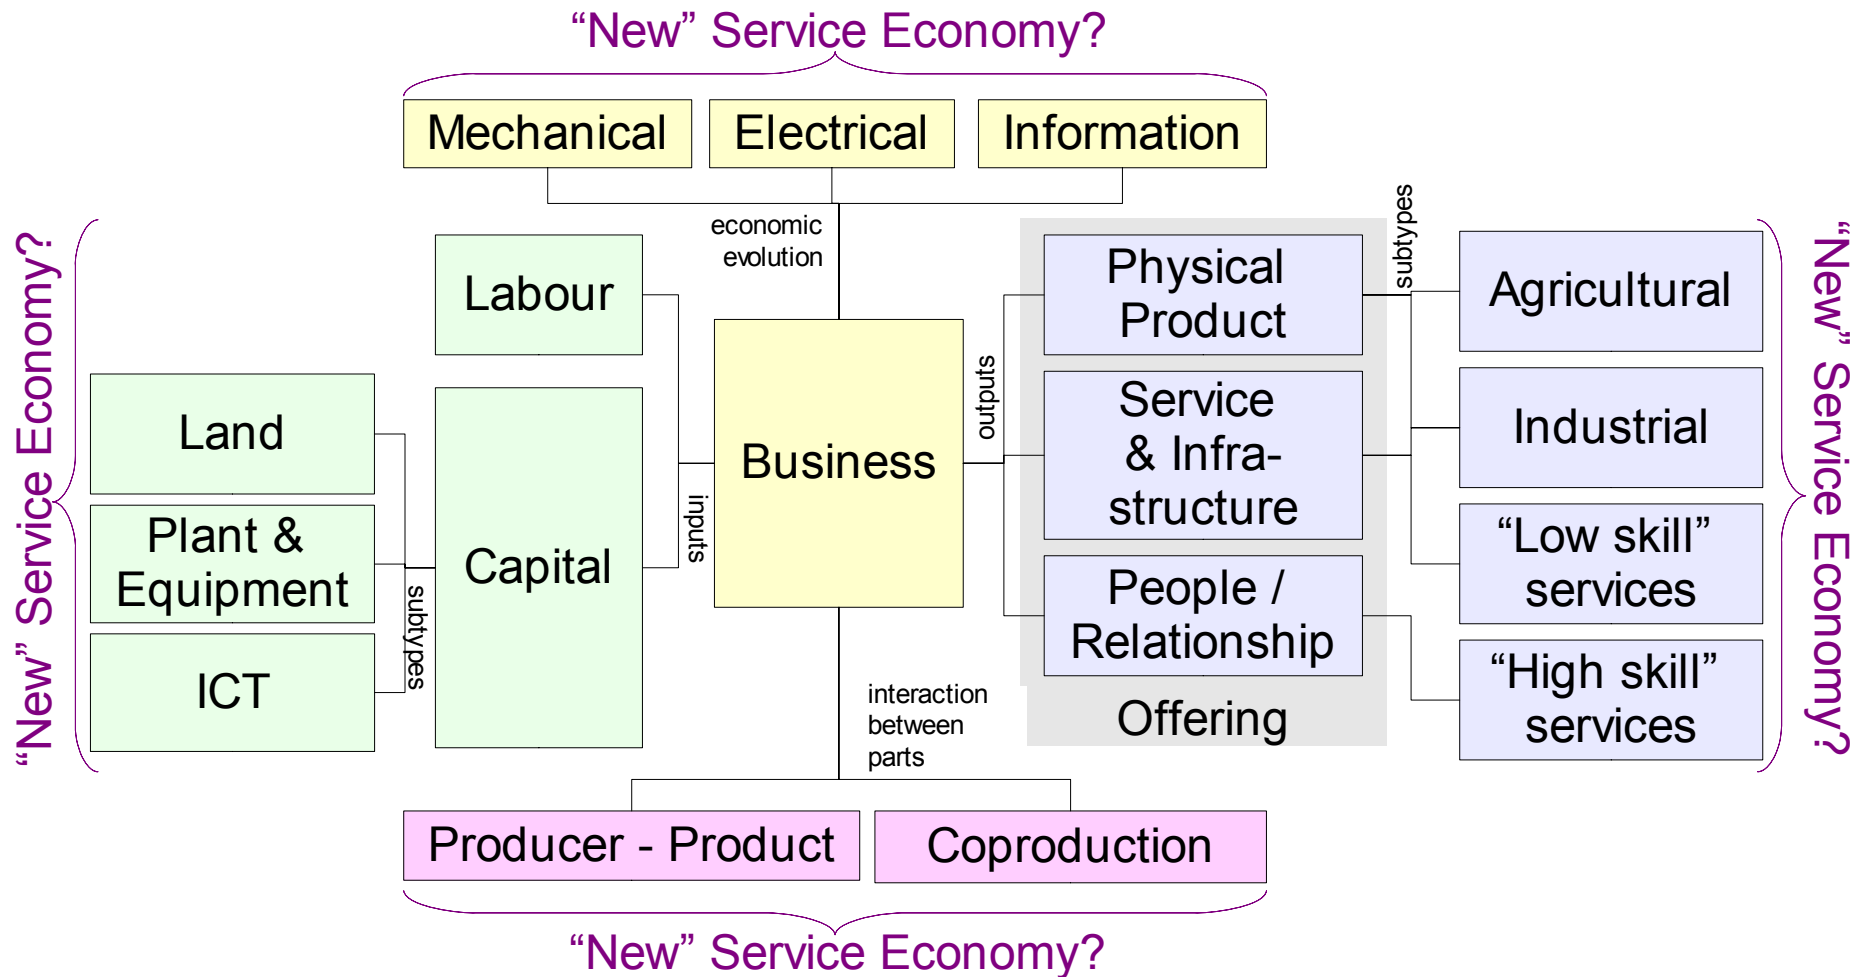 “New” Service Economy?
Mechanical
Electrical
Information
economic
evolution
“New” Service Economy?
Labour
Land
Plant &
Equipment
ICT
subtypes
Capital
inputs
Business
outputs
Physical
Product
Service
& Infra-
structure
People /
Relationship
Offering
subtypes
Agricultural
Industrial
“Low skill”
services
“High skill”
services
“New” Service Economy?
interaction
between
parts
Producer - Product
Coproduction
“New” Service Economy?